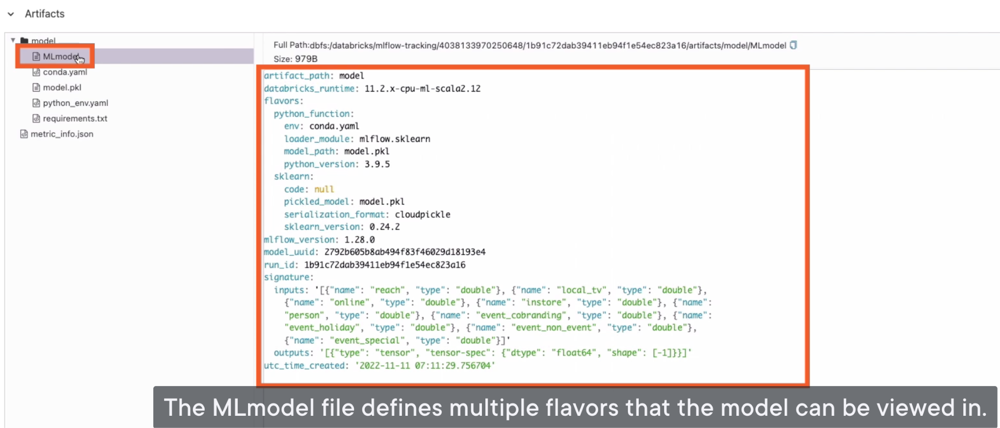 Artifacts
model
MLmodel
conda.yaml
model.pkl
python_env.yaml
requirements.txt
metric_info.json
Full Path:dbfs:/databricks/mlflow-tracking/4038133970250648/1b91c72dab39411eb94f1e54ec823a16/artifacts/model/MLmodel
Size: 979B
artifact_path: model
databricks_runtime: 11.2.x-cpu-ml-scala2.12
flavors:
  python_function:
    env: conda.yaml
    loader_module: mlflow.sklearn
    model_path: model.pkl
    python_version: 3.9.5
  sklearn:
    code: null
    pickled_model: model.pkl
    serialization_format: cloudpickle
    sklearn_version: 0.24.2
mlflow_version: 1.28.0
model_uuid: 2792b605b8ab494f83f46029d18193e4
run_id: 1b91c72dab39411eb94f1e54ec823a16
signature:
  inputs: '[{"name": "reach", "type": "double"}, {"name": "local_tv", "type": "double"},
    {"name": "online", "type": "double"}, {"name": "instore", "type": "double"}, {"name":
    "person", "type": "double"}, {"name": "event_cobranding", "type": "double"}, {"name":
    "event_holiday", "type": "double"}, {"name": "event_non_event", "type": "double"},
    {"name": "event_special", "type": "double"}]'
  outputs: '[{"type": "tensor", "tensor-spec": {"dtype": "float64", "shape": [-1]}}]'
utc_time_created: '2022-11-11 07:11:29.756704'
The MLmodel file defines multiple flavors that the model can be viewed in.